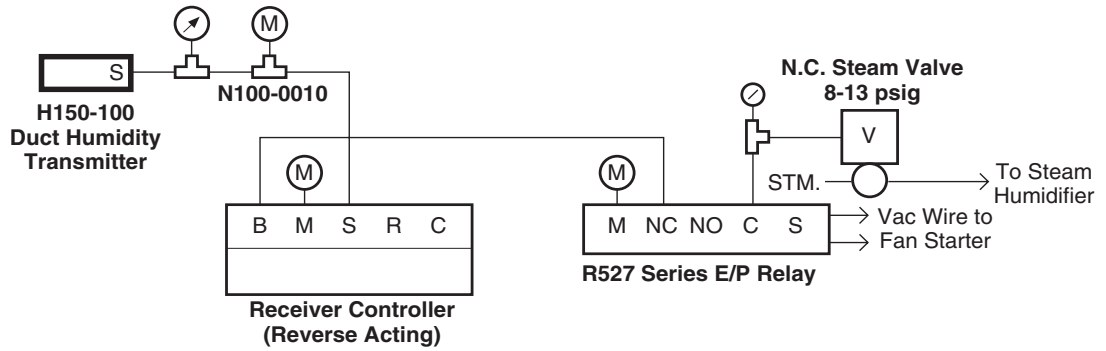 M
N.C. Steam Valve
8-13 psig
S
N100-0010
H150-100
Duct Humidity
Transmitter
V
M
M
STM.
To Steam
Humidifier
B M S R C
M NC NO C S
Vac Wire to
Fan Starter
R527 Series E/P Relay
Receiver Controller
(Reverse Acting)